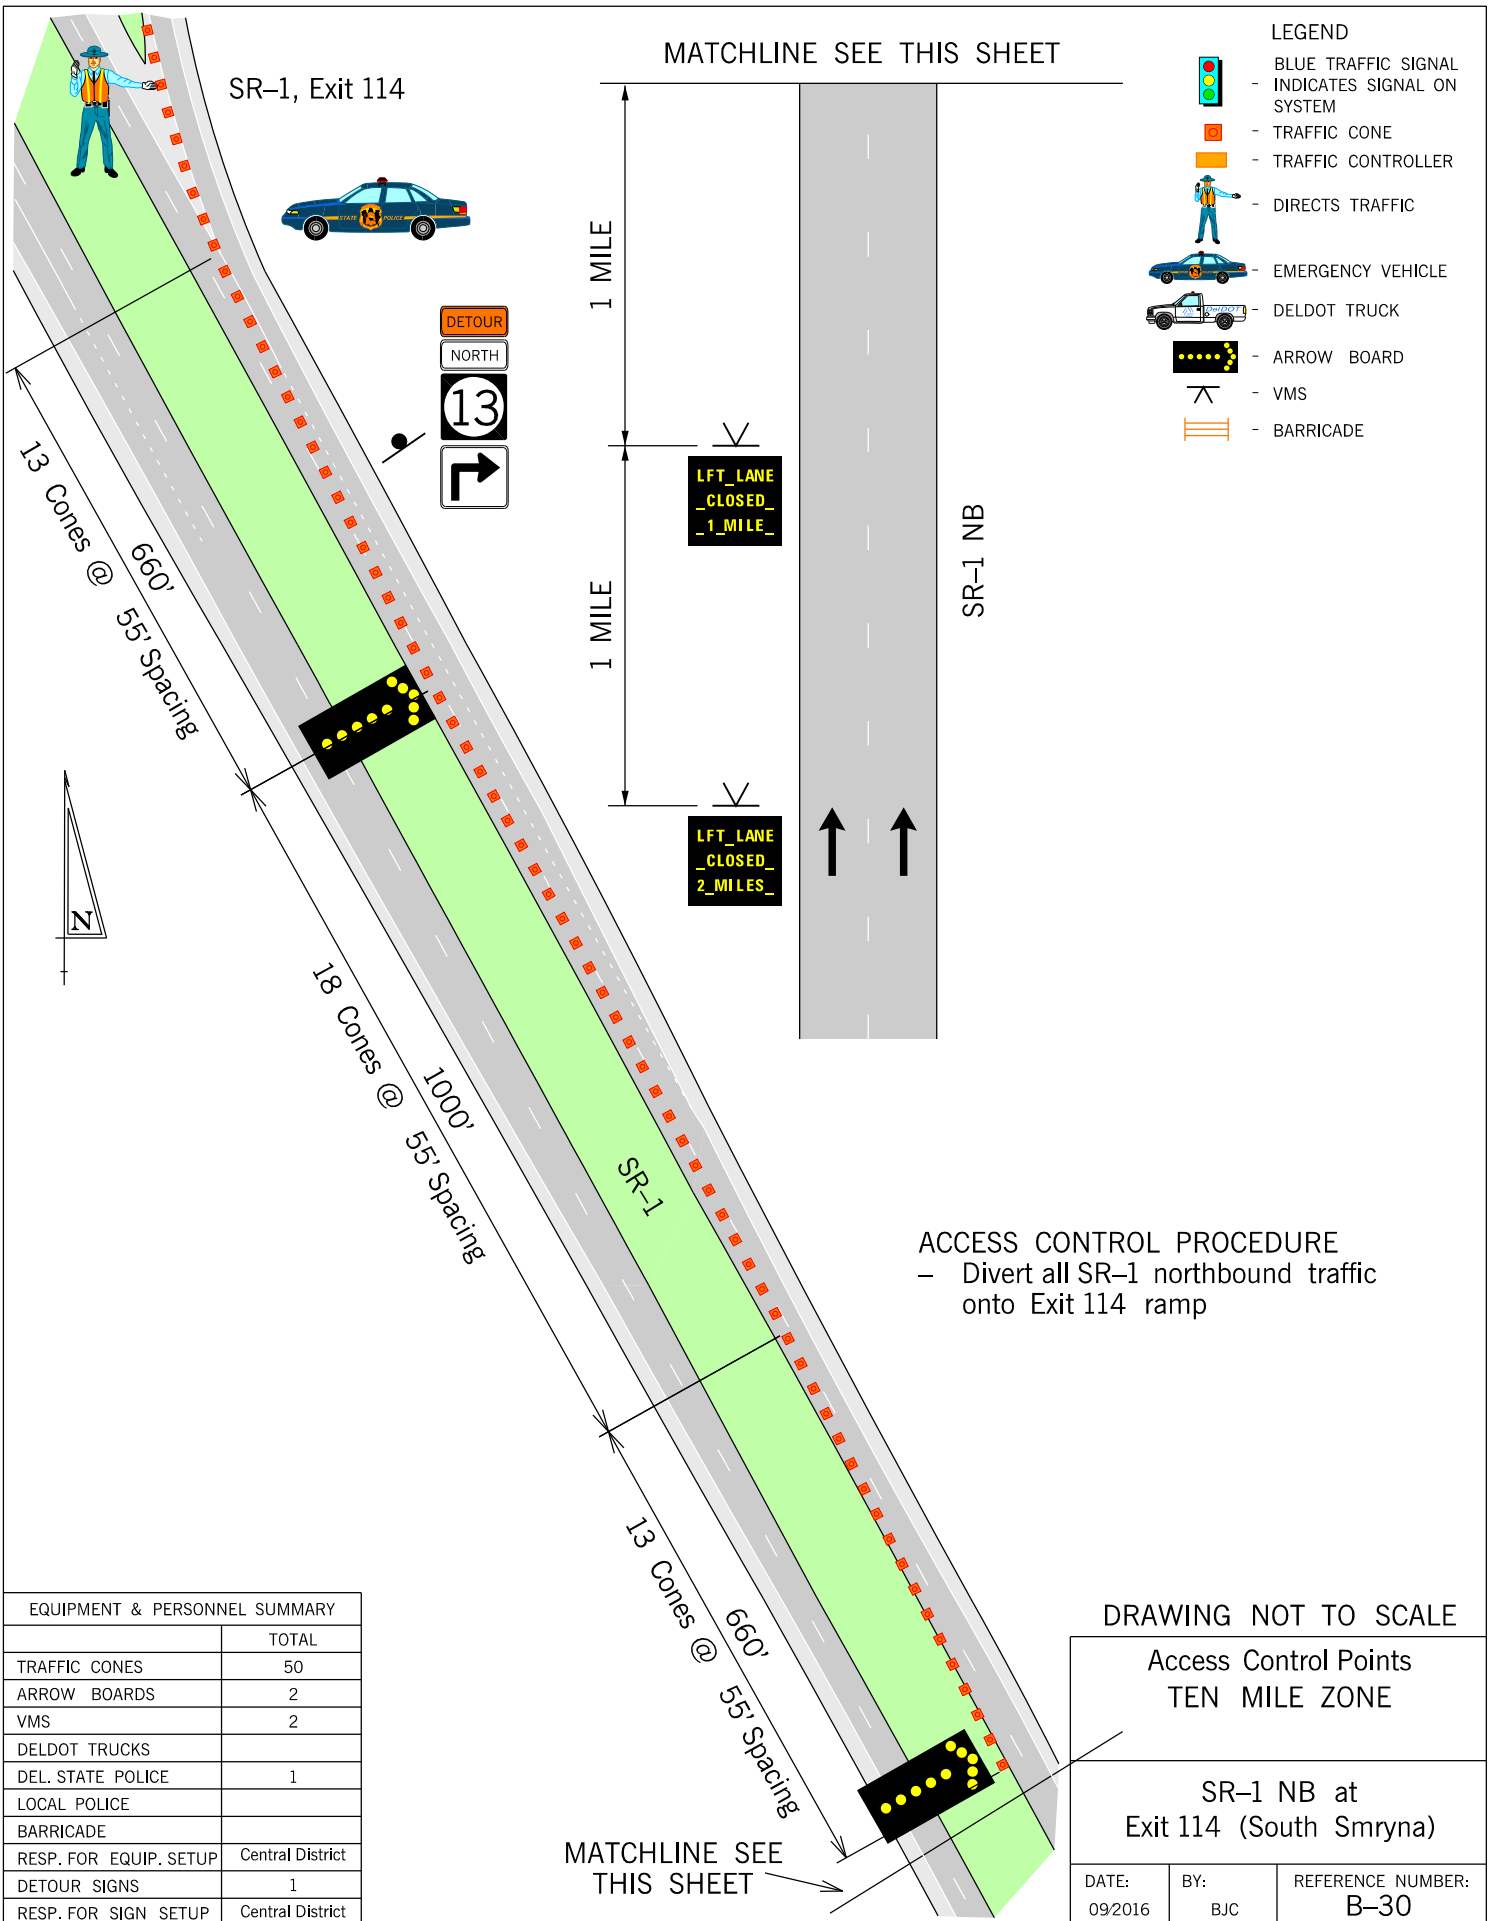 MATCHLINE SEE THIS SHEET
SR-1, Exit 114
STATE POLICE
DETOUR
NORTH
13
1 MILE
1 MILE
LFT_LANE
_CLOSED_
_1_MILE_
LFT_LANE
_CLOSED_
2_MILES_
SR-1 NB
LEGEND
BLUE TRAFFIC SIGNAL
- INDICATES SIGNAL ON
SYSTEM
- TRAFFIC CONE
- TRAFFIC CONTROLLER
- DIRECTS TRAFFIC
- EMERGENCY VEHICLE
DelDOT
- DELDOT TRUCK
- ARROW BOARD
- VMS
- BARRICADE
660'
13 Cones @ 55' Spacing
N
1000'
18 Cones @ 55' Spacing
SR-1
660'
13 Cones @ 55' Spacing
ACCESS CONTROL PROCEDURE
- Divert all SR-1 northbound traffic
onto Exit 114 ramp
MATCHLINE SEE
THIS SHEET
EQUIPMENT & PERSONNEL SUMMARY
TOTAL
TRAFFIC CONES 50
ARROW BOARDS 2
VMS 2
DELDOT TRUCKS
DEL. STATE POLICE 1
LOCAL POLICE
BARRICADE
RESP. FOR EQUIP. SETUP Central District
DETOUR SIGNS 1
RESP. FOR SIGN SETUP Central District
DRAWING NOT TO SCALE
Access Control Points
TEN MILE ZONE
SR-1 NB at
Exit 114 (South Smryna)
DATE: BY: REFERENCE NUMBER:
09/2016 BJC B-30